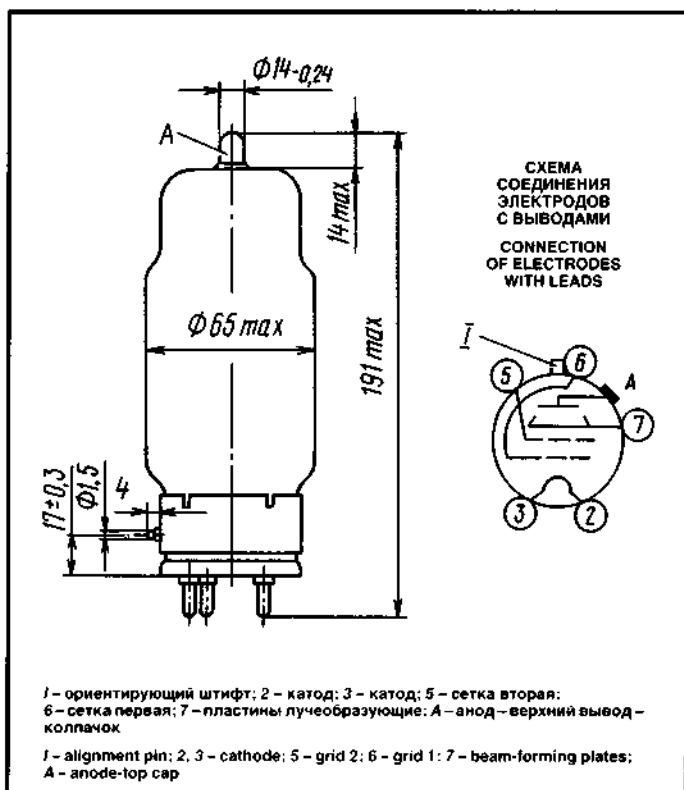 Ф14-0,24
А
14 max
191 max
Ф65 max
17±0,3
Ф1,5
4
СХЕМА
СОЕДИНЕНИЯ
ЭЛЕКТРОДОВ
С ВЫВОДАМИ
CONNECTION
OF ELECTRODES
WITH LEADS
I
6
5
А
7
3
2
I – ориентирующий штифт; 2 – катод; 3 – катод; 5 – сетка вторая;
6 – сетка первая; 7 – пластины лучеобразующие; А – анод – верхний вывод –
колпачок
I – alignment pin; 2, 3 – cathode; 5 – grid 2; 6 – grid 1; 7 – beam-forming plates;
A – anode-top cap